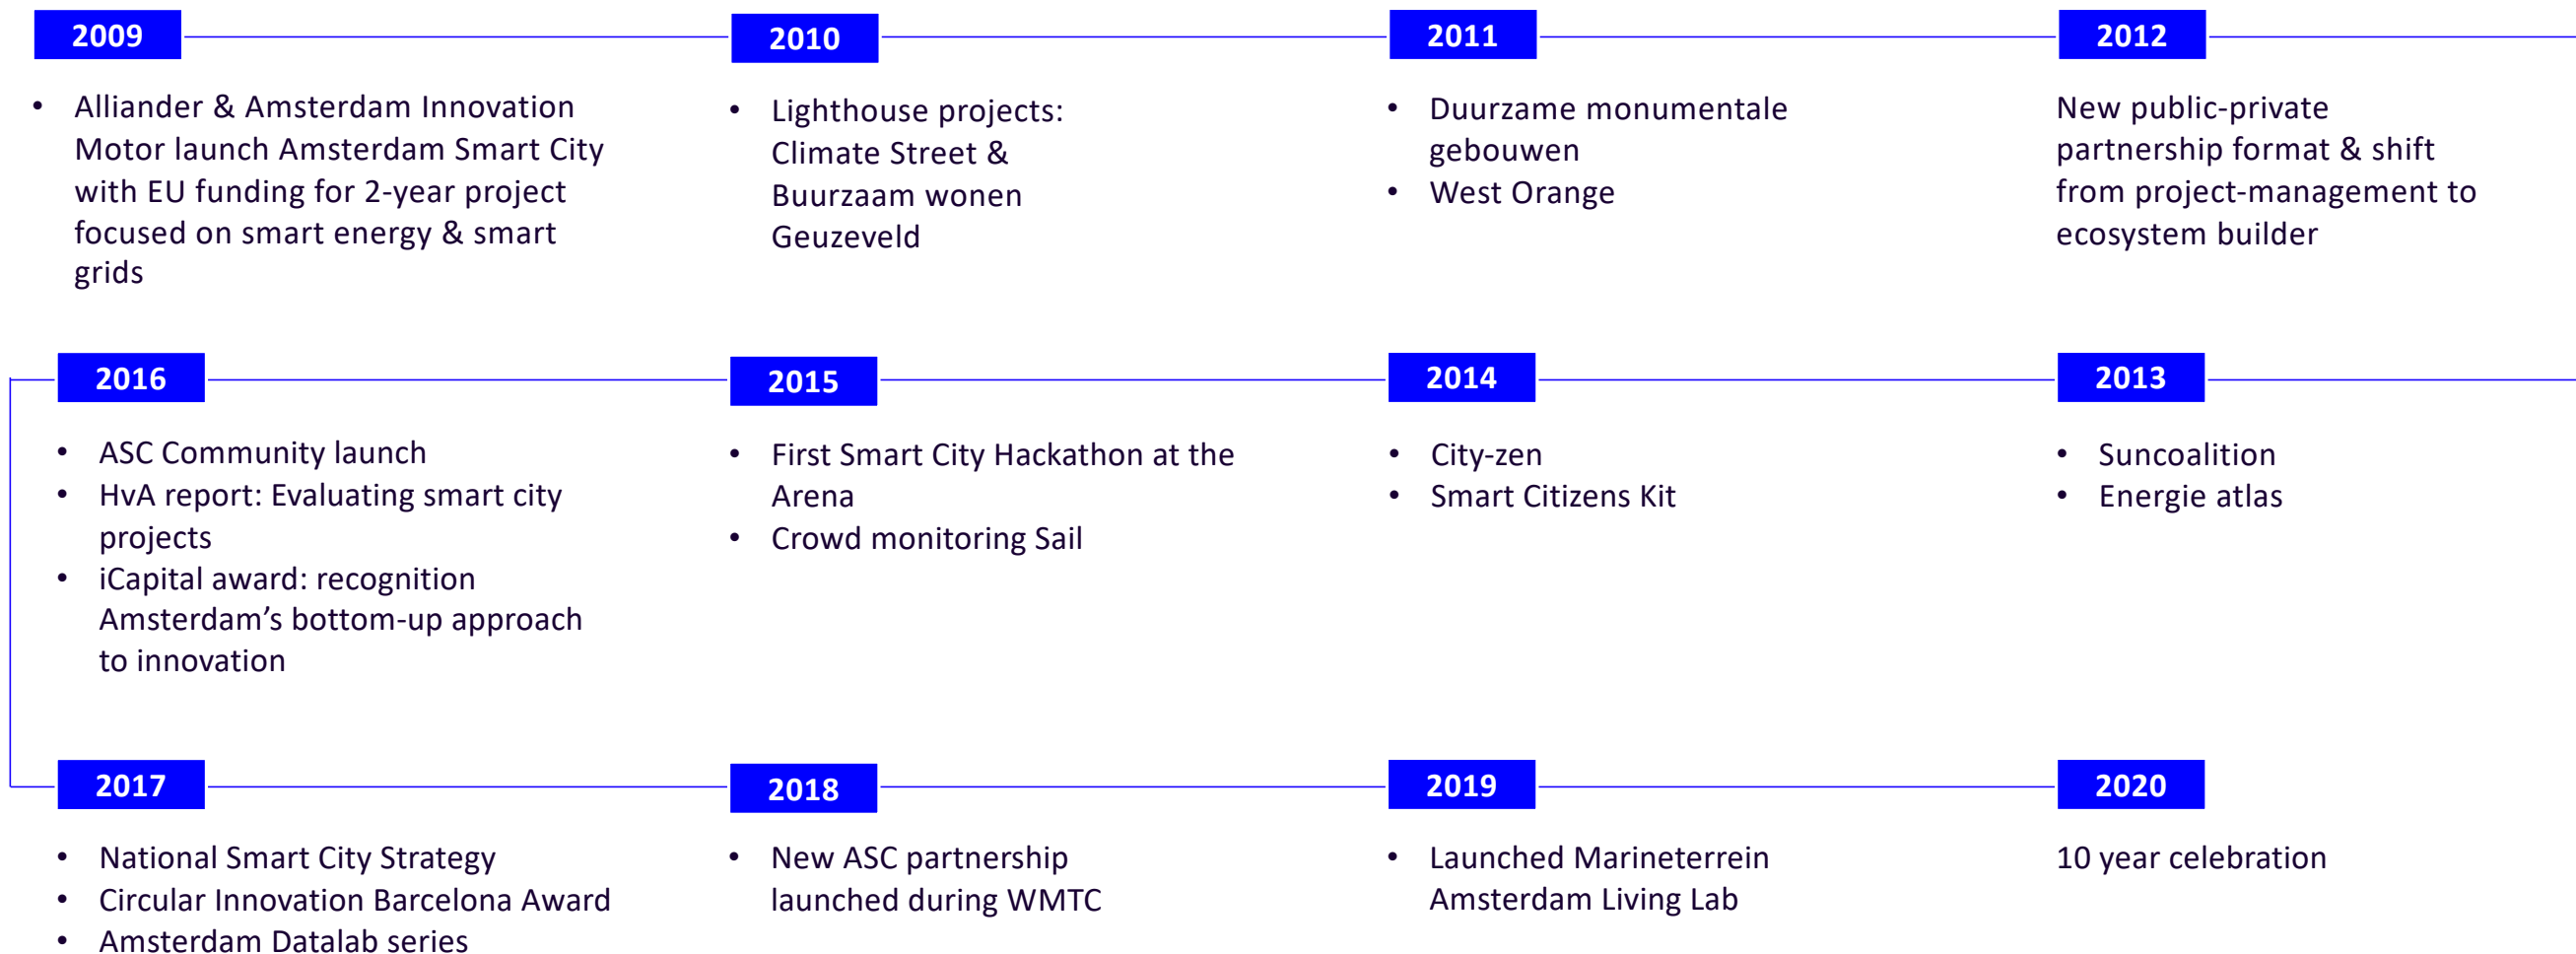 2009
• Alliander & Amsterdam Innovation
Motor launch Amsterdam Smart City
with EU funding for 2-year project
focused on smart energy & smart
grids
2010
• Lighthouse projects:
Climate Street &
Buurzaam wonen
Geuzeveld
2011
• Duurzame monumentale
gebouwen
• West Orange
2012
New public-private
partnership format & shift
from project-management to
ecosystem builder
2013
• Suncoalition
• Energie atlas
2014
• City-zen
• Smart Citizens Kit
2015
• First Smart City Hackathon at the
Arena
• Crowd monitoring Sail
2016
• ASC Community launch
• HvA report: Evaluating smart city
projects
• iCapital award: recognition
Amsterdam’s bottom-up approach
to innovation
2017
• National Smart City Strategy
• Circular Innovation Barcelona Award
• Amsterdam Datalab series
2018
• New ASC partnership
launched during WMTC
2019
• Launched Marineterrein
Amsterdam Living Lab
2020
10 year celebration